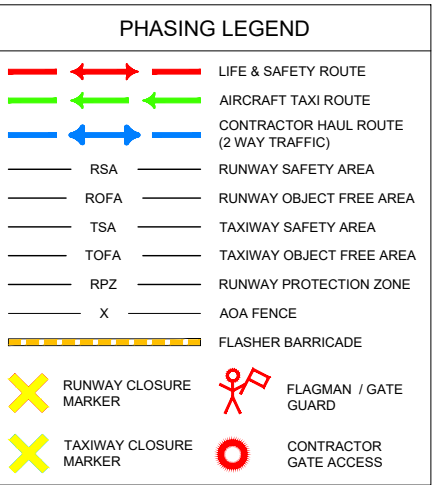 PHASING LEGEND
LIFE & SAFETY ROUTE
AIRCRAFT TAXI ROUTE
CONTRACTOR HAUL ROUTE
(2 WAY TRAFFIC)
RSA RUNWAY SAFETY AREA
ROFA RUNWAY OBJECT FREE AREA
TSA TAXIWAY SAFETY AREA
TOFA TAXIWAY OBJECT FREE AREA
RPZ RUNWAY PROTECTION ZONE
X AOA FENCE
FLASHER BARRICADE
RUNWAY CLOSURE
MARKER
FLAGMAN / GATE
GUARD
TAXIWAY CLOSURE
MARKER
CONTRACTOR
GATE ACCESS